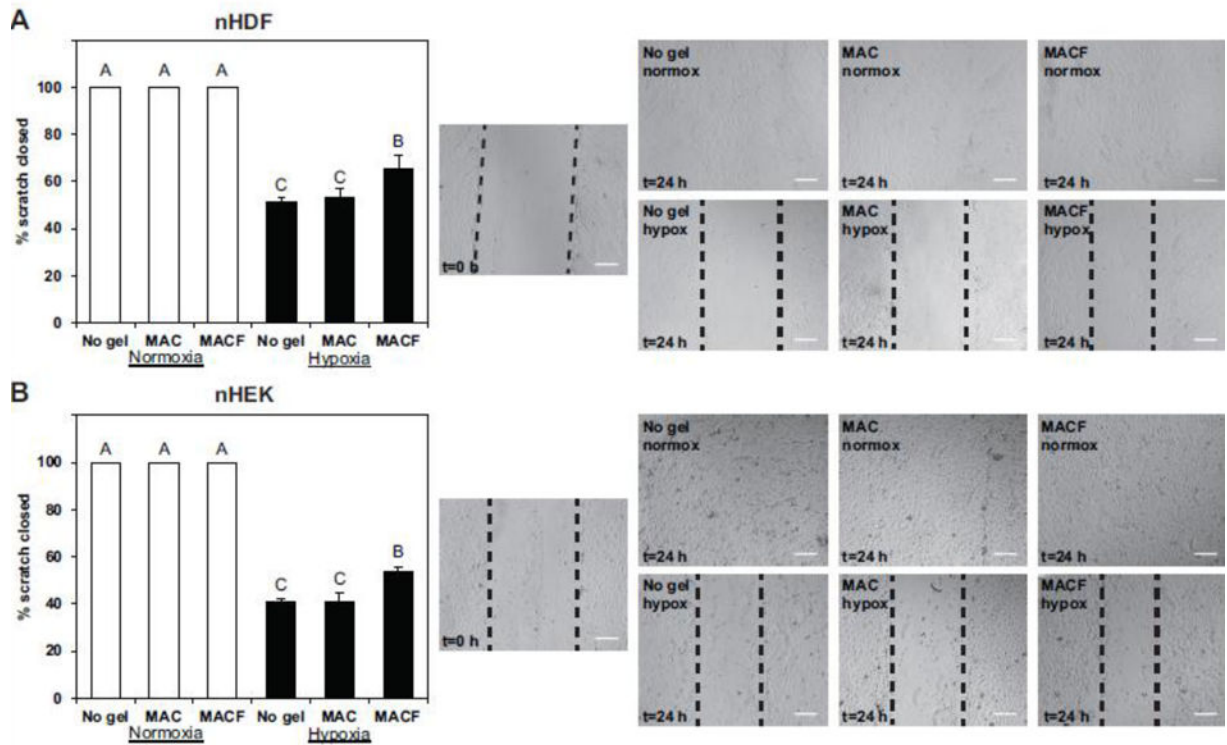 A
nHDF
% scratch closed
100
80
60
40
20
0
A
A
A
C
C
B
No gel
MAC
MACF
No gel
MAC
MACF
Normoxia
Hypoxia
t=0 h
No gel
normox
t=24 h
MAC
normox
t=24 h
MACF
normox
t=24 h
No gel
hypox
t=24 h
MAC
hypox
t=24 h
MACF
hypox
t=24 h
B
nHEK
% scratch closed
100
80
60
40
20
0
A
A
A
C
C
B
No gel
MAC
MACF
No gel
MAC
MACF
Normoxia
Hypoxia
t=0 h
No gel
normox
t=24 h
MAC
normox
t=24 h
MACF
normox
t=24 h
No gel
hypox
t=24 h
MAC
hypox
t=24 h
MACF
hypox
t=24 h